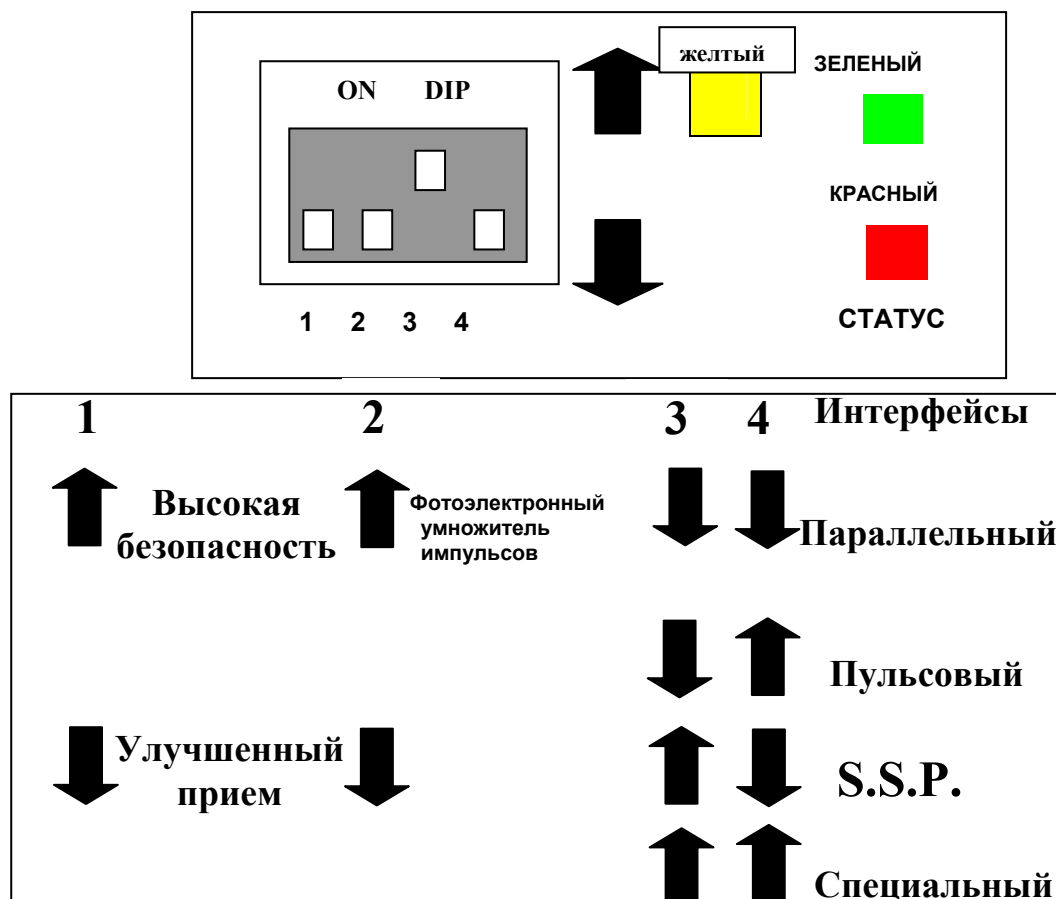 желтый
ЗЕЛЕНЫЙ
ON DIP
КРАСНЫЙ
1 2 3 4
СТАТУС
1 2 3 4 Интерфейсы
Высокая
безопасность
Фотоэлектронный
умножитель
импульсов
Параллельный
Пульсовый
Улучшенный
прием
S.S.P.
Специальный